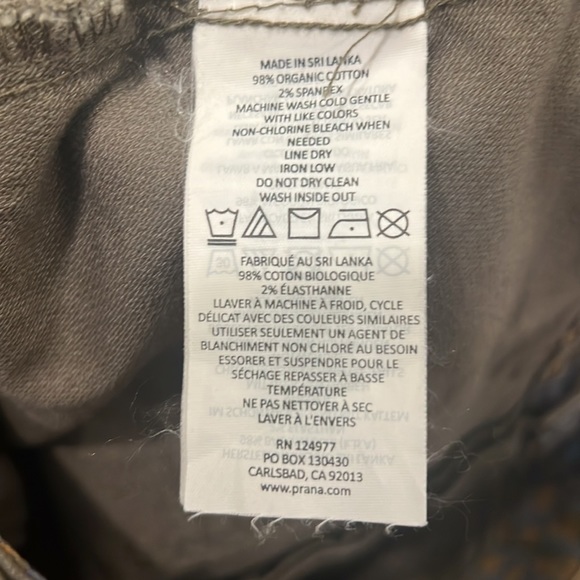 MADE IN SRI LANKA
98% ORGANIC COTTON
2% SPANDEX
MACHINE WASH COLD GENTLE
WITH LIKE COLORS
NON-CHLORINE BLEACH WHEN
NEEDED
LINE DRY
IRON LOW
DO NOT DRY CLEAN
WASH INSIDE OUT
FABRIQUÉ AU SRI LANKA
98% COTON BIOLOGIQUE
2% ÉLASTHANNE
LLAVER À MACHINE À FROID, CYCLE
DÉLICAT AVEC DES COULEURS SIMILAIRES
UTILISER SEULEMENT UN AGENT DE
BLANCHIMENT NON CHLORÉ AU BESOIN
ESSORER ET SUSPENDRE POUR LE
SÉCHAGE REPASSER À BASSE
TEMPÉRATURE
NE PAS NETTOYER À SEC
LAVER À L'ENVERS
RN 124977
PO BOX 130430
CARLSBAD, CA 92013
www.prana.com